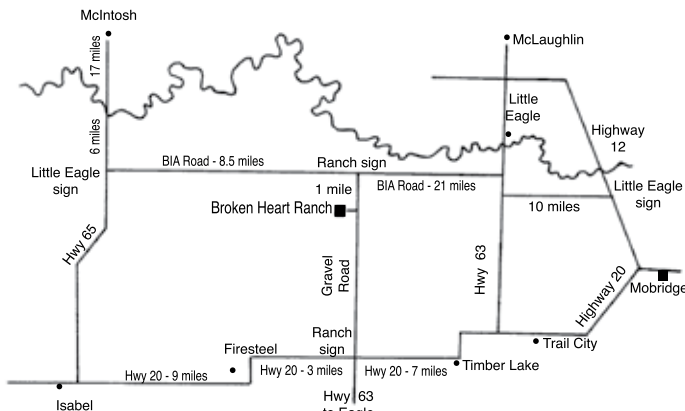 McIntosh
McLaughlin
17 miles
Little
Eagle
Highway
12
6 miles
BIA Road - 8.5 miles
Ranch sign
Little Eagle
sign
1 mile
BIA Road - 21 miles
Little Eagle
sign
Broken Heart Ranch
10 miles
Hwy 65
Gravel
Road
Hwy 63
Highway 20
Mobridge
Ranch
sign
Firesteel
Trail City
Hwy 20 - 9 miles
Hwy 20 - 3 miles
Hwy 20 - 7 miles
Timber Lake
Isabel
Hwy 63
to Eagle